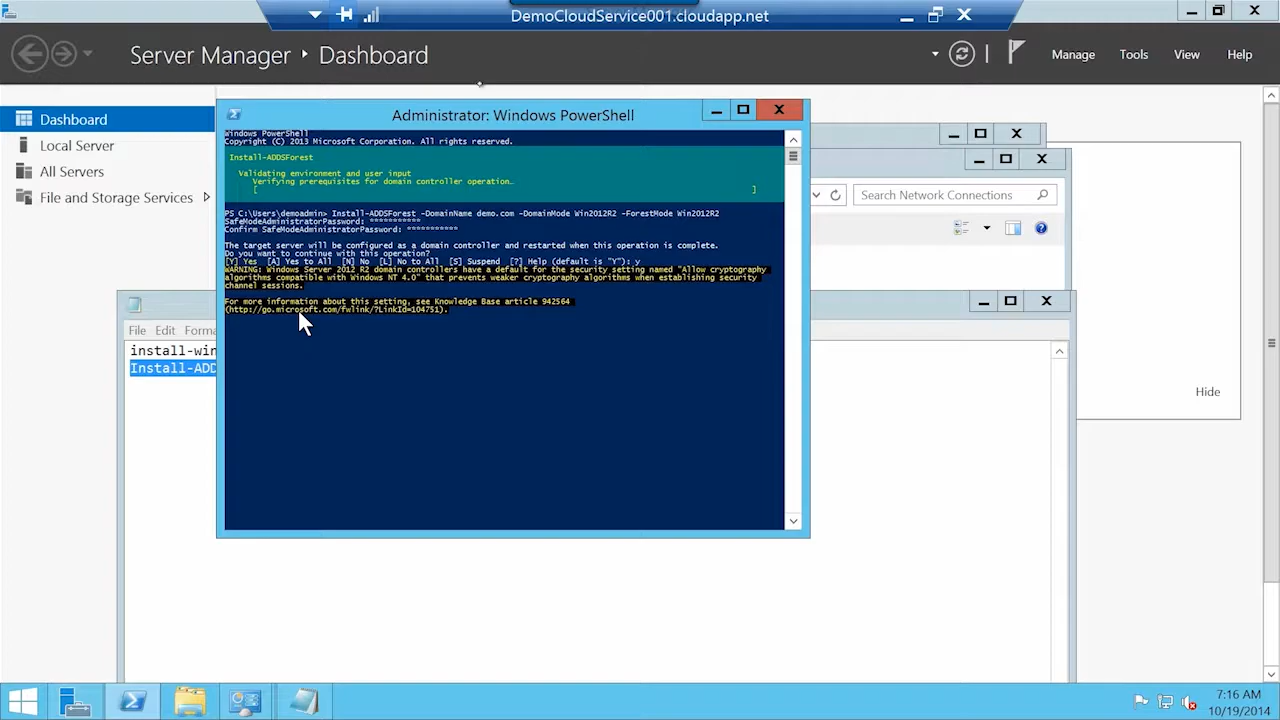 DemoCloudService001.cloudapp.net
Server Manager
Dashboard
Manage
Tools
View
Help
Dashboard
Local Server
All Servers
File and Storage Services
Administrator: Windows PowerShell
Windows PowerShell
Copyright (C) 2013 Microsoft Corporation. All rights reserved.
Install-ADDSForest
Validating environment and user input
Verifying prerequisites for domain controller operation…
[ ]
PS C:\Users\demoadmin> Install-ADDSForest -DomainName demo.com -DomainMode Win2012R2 -ForestMode Win2012R2
SafeModeAdministratorPassword: ***********
Confirm SafeModeAdministratorPassword: ***********
The target server will be configured as a domain controller and restarted when this operation is complete.
Do you want to continue with this operation?
[Y] Yes [A] Yes to All [N] No [L] No to All [S] Suspend [?] Help (default is "Y"): y
WARNING: Windows Server 2012 R2 domain controllers have a default for the security setting named "Allow cryptography
algorithms compatible with Windows NT 4.0" that prevents weaker cryptography algorithms when establishing security
channel sessions.
For more information about this setting, see Knowledge Base article 942564
(http://go.microsoft.com/fwlink/?LinkId=104751).
Search Network Connections
File Edit Forma
install-win
Install-ADD
Hide
7:16 AM
10/19/2014